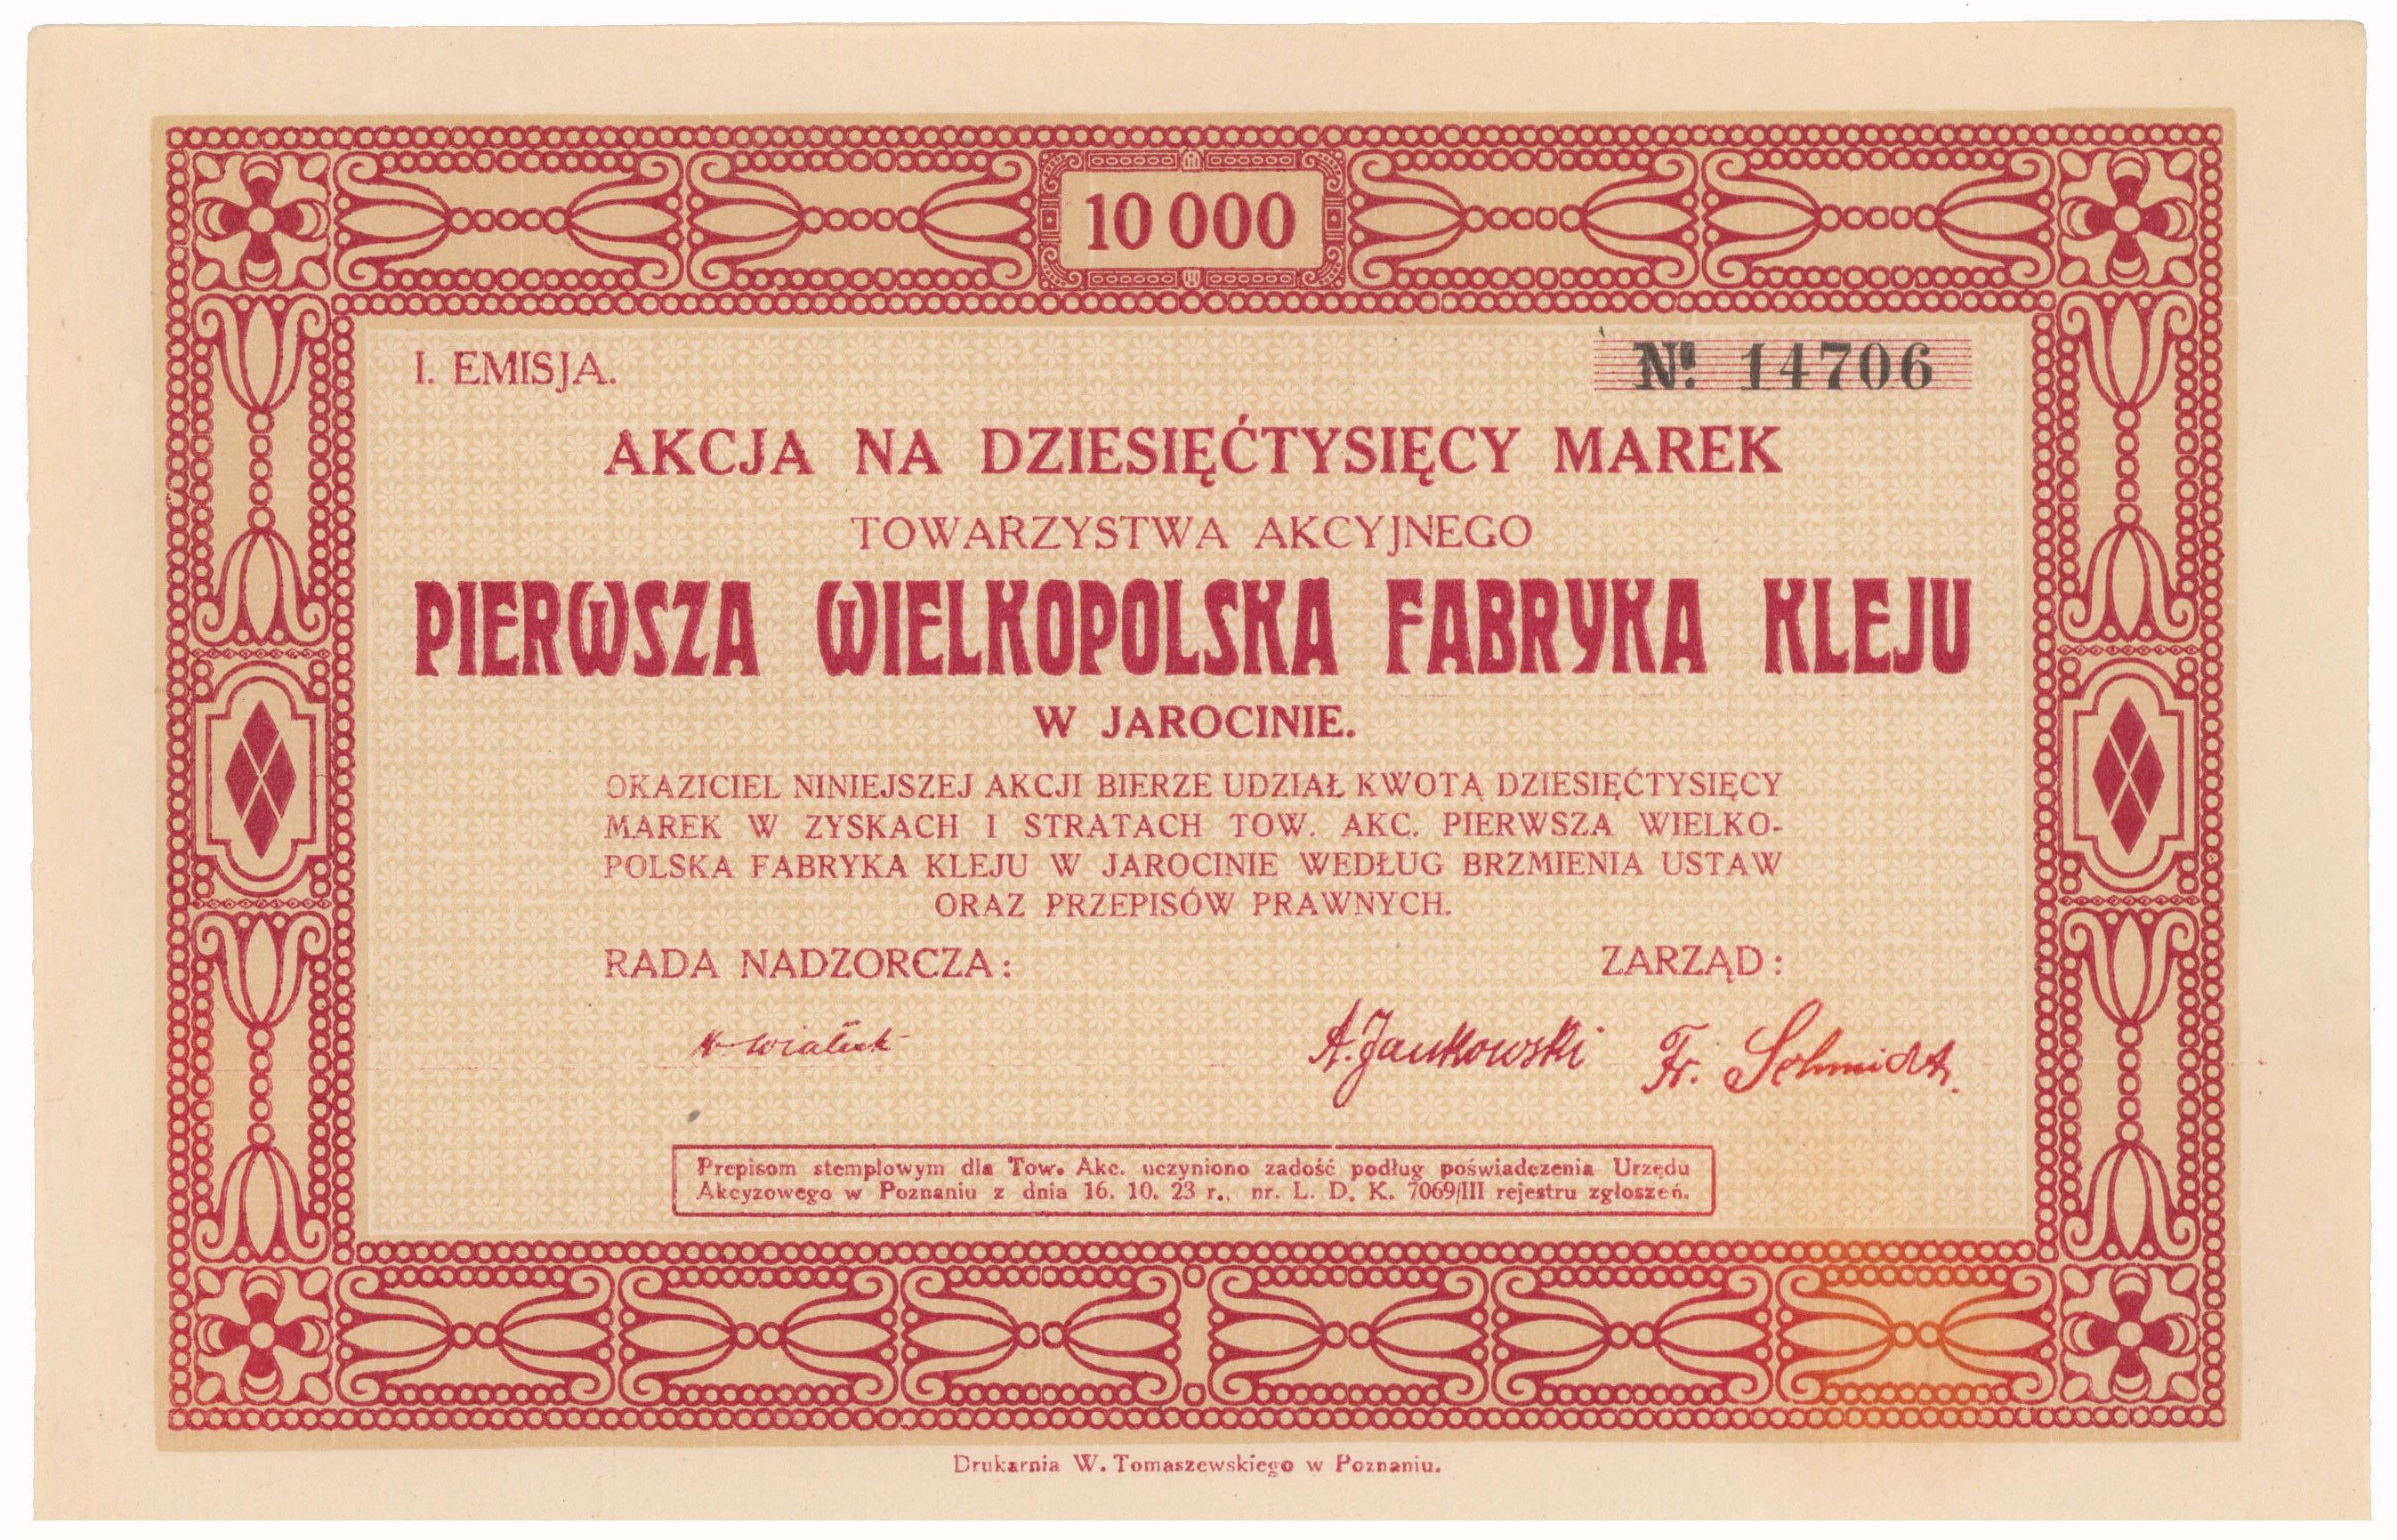 10 000
I. EMISJA.
№ 14706
AKCJA NA DZIESIĘĆTYSIĘCY MAREK
TOWARZYSTWA AKCYJNEGO
PIERWSZA WIELKOPOLSKA FABRYKA KLEJU
W JAROCINIE.
OKAZICIEL NINIEJSZEJ AKCJI BIERZE UDZIAŁ KWOTĄ DZIESIĘĆTYSIĘCY
MAREK W ZYSKACH I STRATACH TOW. AKC. PIERWSZA WIELKO-
POLSKA FABRYKA KLEJU W JAROCINIE WEDŁUG BRZMIENIA USTAW
ORAZ PRZEPISÓW PRAWNYCH.
RADA NADZORCZA:
ZARZĄD:
A. Jankowski Fr. Schmidt.
Prepisom stemplowym dla Tow. Akc. uczyniono zadość podług poświadczenia Urzędu
Akcyzowego w Poznaniu z dnia 16. 10. 23 r., nr. L. D. K. 7069/III rejestru zgłoszeń.
Drukarnia W. Tomaszewskiego w Poznaniu.